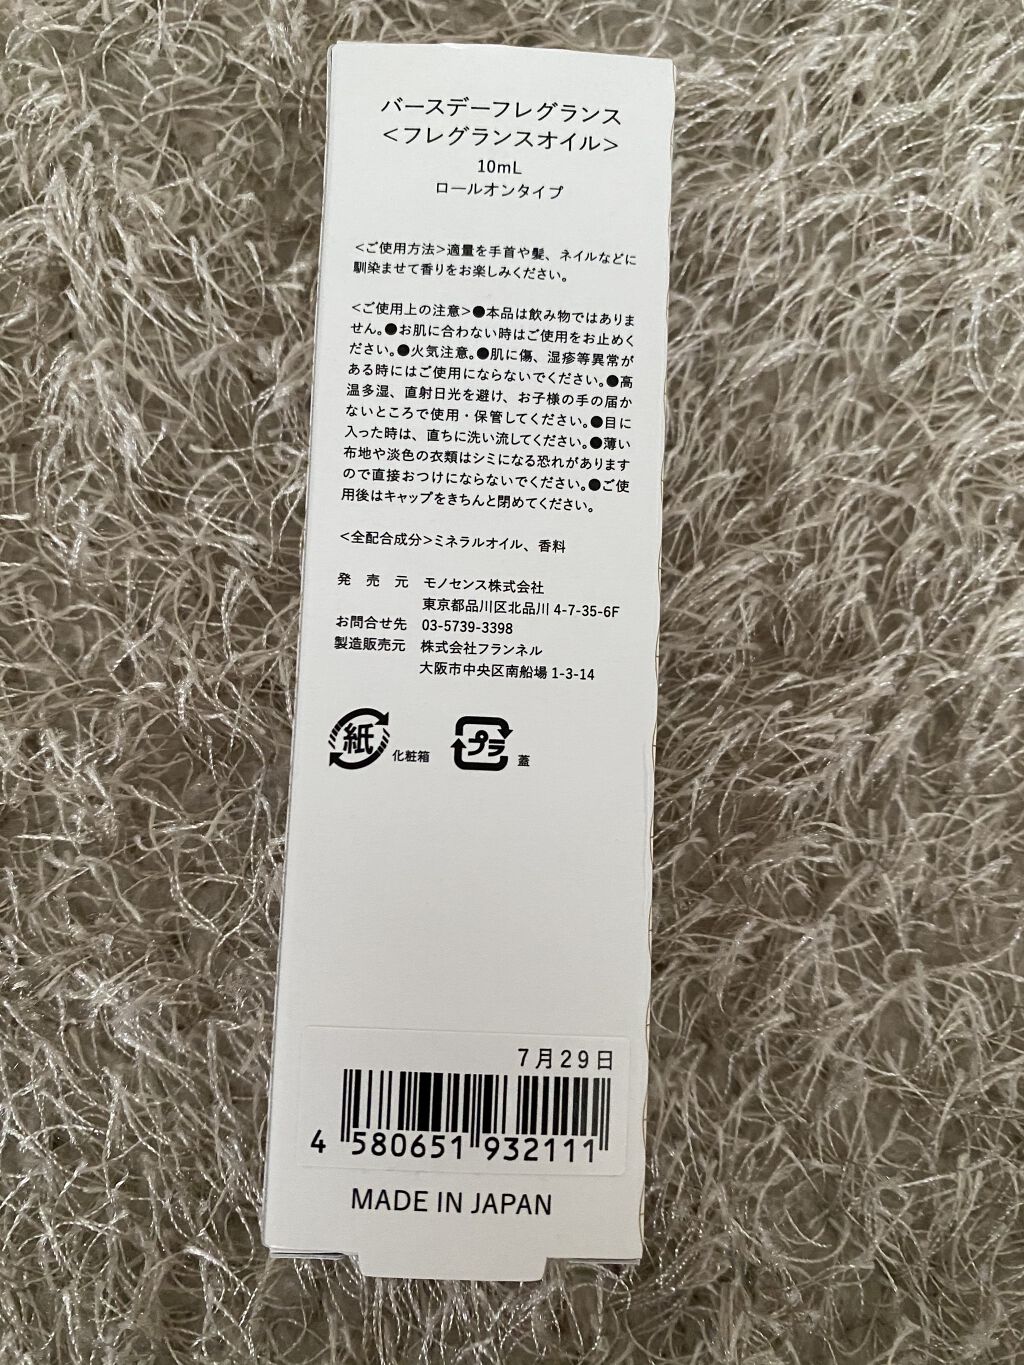 バースデーフレグランス
<フレグランスオイル>
10mL
ロールオンタイプ
<ご使用方法>適量を手首や髪、ネイルなどに
馴染ませて香りをお楽しみください。
<ご使用上の注意>●本品は飲み物ではありま
せん。●お肌に合わない時はご使用をお止めく
ださい。●火気注意。●肌に傷、湿疹等異常が
ある時にはご使用にならないでください。●高
温多湿、直射日光を避け、お子様の手の届か
ないところで使用・保管してください。●目に
入った時は、直ちに洗い流してください。●薄い
布地や淡色の衣類はシミになる恐れがあります
ので直接おつけにならないでください。●ご使
用後はキャップをきちんと閉めてください。
<全配合成分>ミネラルオイル、香料
発売元 モノセンス株式会社
東京都品川区北品川 4-7-35-6F
お問合せ先 03-5739-3398
製造販売元 株式会社フランネル
大阪市中央区南船場 1-3-14
紙 化粧箱 プラ 蓋
7月29日
4 580651 932111
MADE IN JAPAN